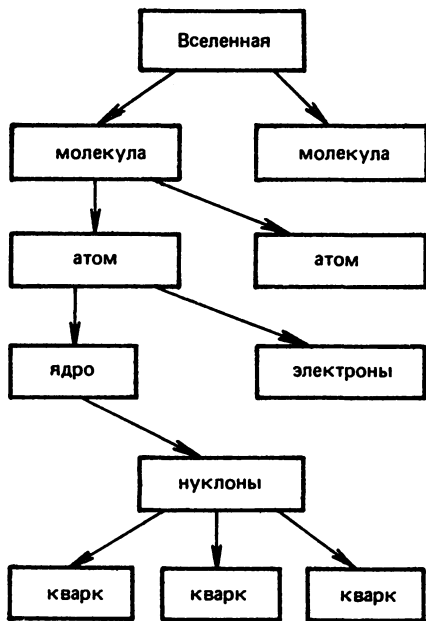 Вселенная
молекула
молекула
атом
атом
ядро
электроны
нуклоны
кварк
кварк
кварк